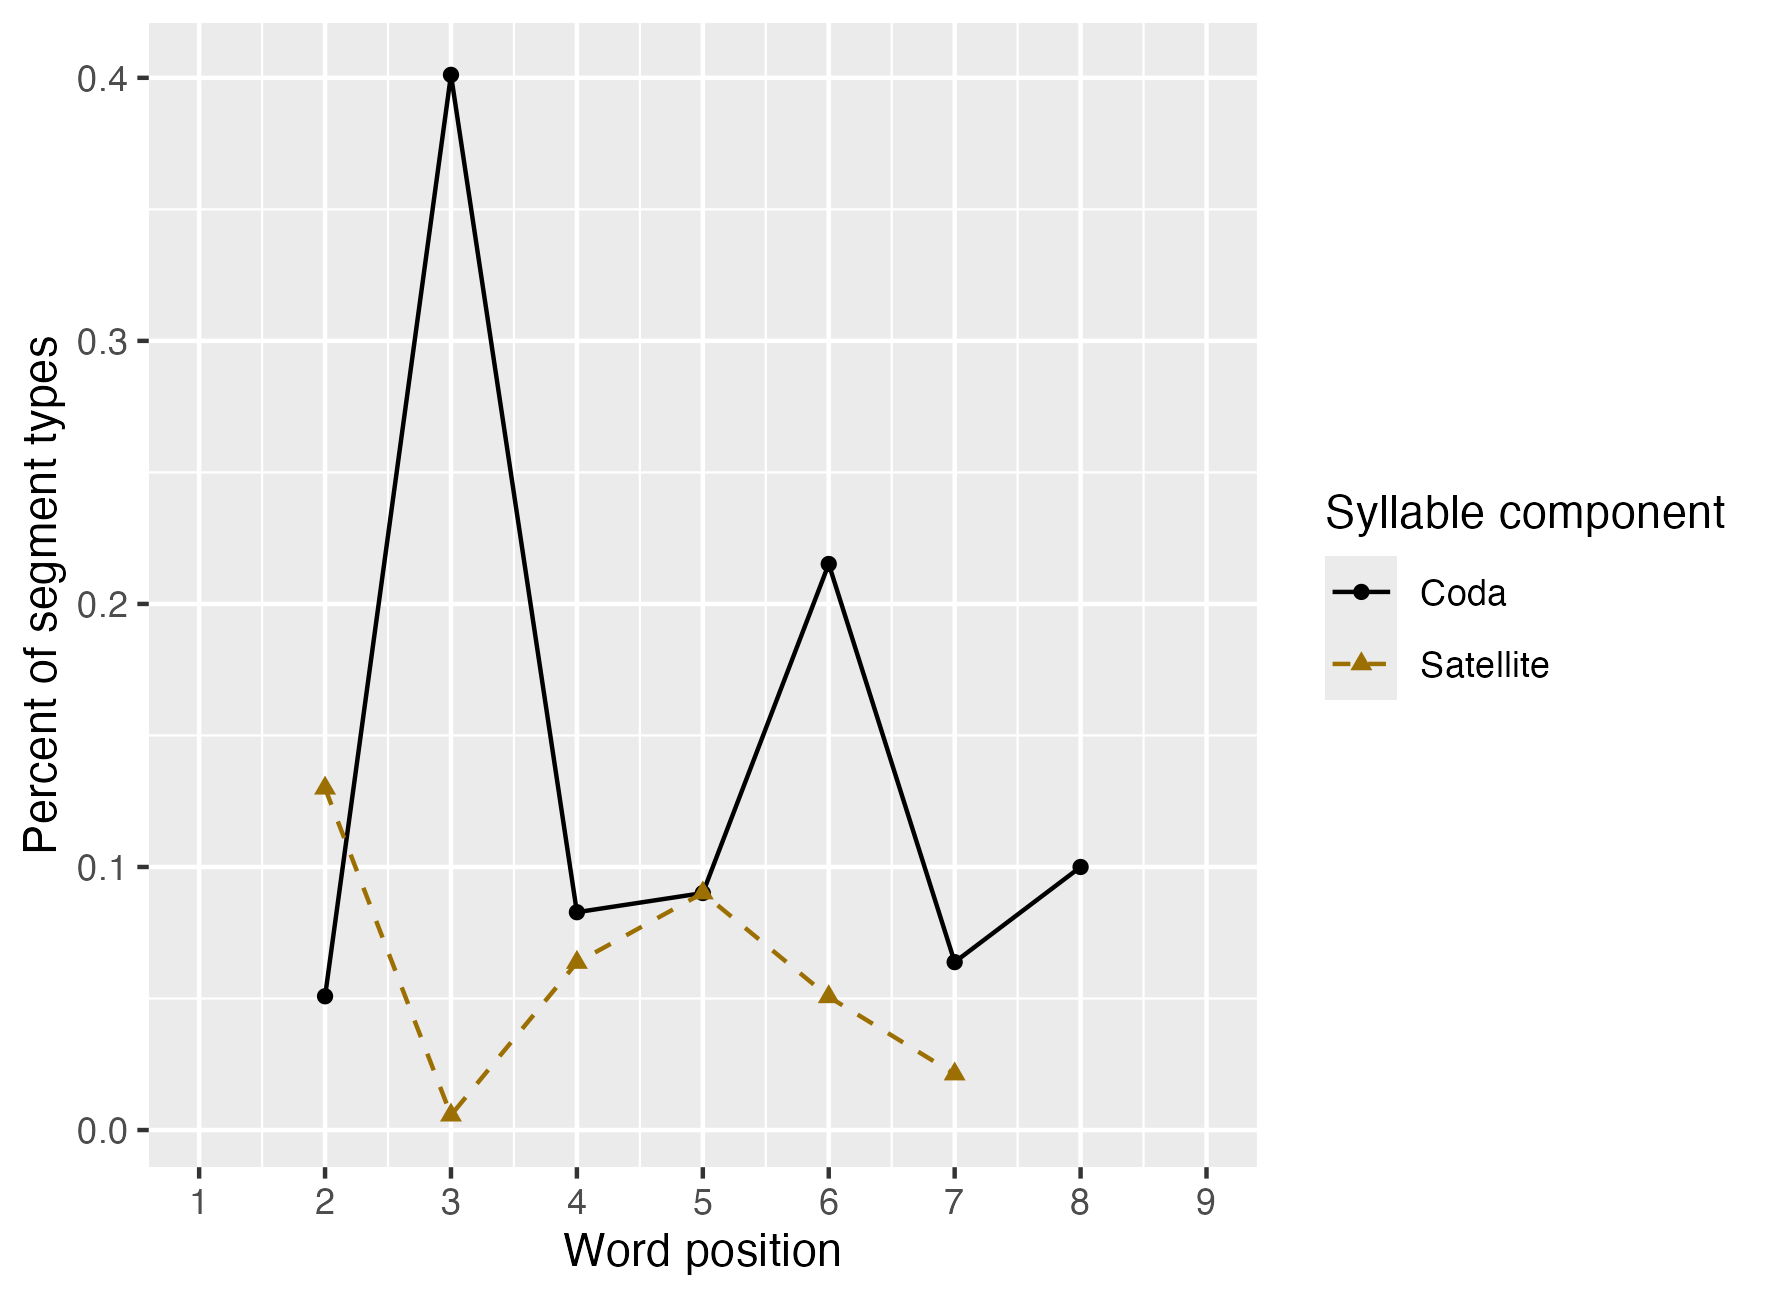 Percent of segment types
0.4
0.3
0.2
0.1
0.0
1 2 3 4 5 6 7 8 9
Word position
Syllable component
Coda
Satellite